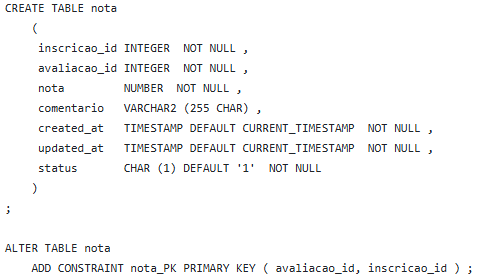 CREATE TABLE nota
(
inscricao_id INTEGER NOT NULL ,
avaliacao_id INTEGER NOT NULL ,
nota NUMBER NOT NULL ,
comentario VARCHAR2 (255 CHAR) ,
created_at TIMESTAMP DEFAULT CURRENT_TIMESTAMP NOT NULL ,
updated_at TIMESTAMP DEFAULT CURRENT_TIMESTAMP NOT NULL ,
status CHAR (1) DEFAULT '1' NOT NULL
)
;
ALTER TABLE nota
ADD CONSTRAINT nota_PK PRIMARY KEY ( avaliacao_id, inscricao_id ) ;